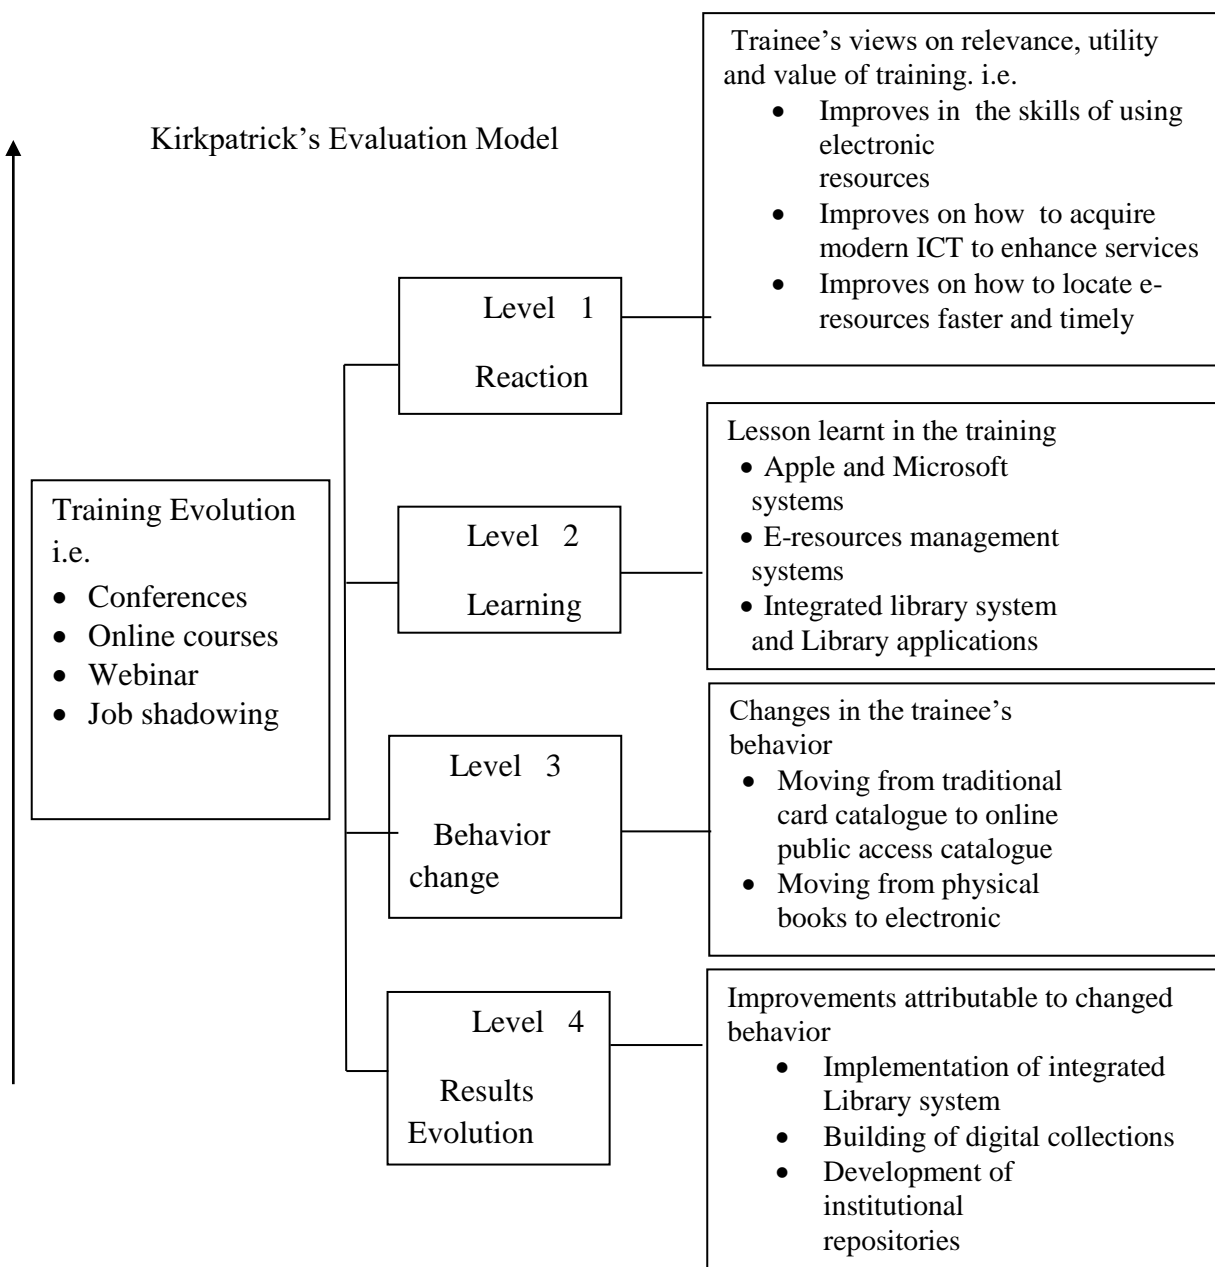 Kirkpatrick’s Evaluation Model
Training Evolution
i.e.
• Conferences
• Online courses
• Webinar
• Job shadowing
Level 1
Reaction
Trainee’s views on relevance, utility
and value of training. i.e.
• Improves in the skills of using
electronic
resources
• Improves on how to acquire
modern ICT to enhance services
• Improves on how to locate e-
resources faster and timely
Level 2
Learning
Lesson learnt in the training
• Apple and Microsoft
systems
• E-resources management
systems
• Integrated library system
and Library applications
Level 3
Behavior
change
Changes in the trainee’s
behavior
• Moving from traditional
card catalogue to online
public access catalogue
• Moving from physical
books to electronic
Level 4
Results
Evolution
Improvements attributable to changed
behavior
• Implementation of integrated
Library system
• Building of digital collections
• Development of
institutional
repositories